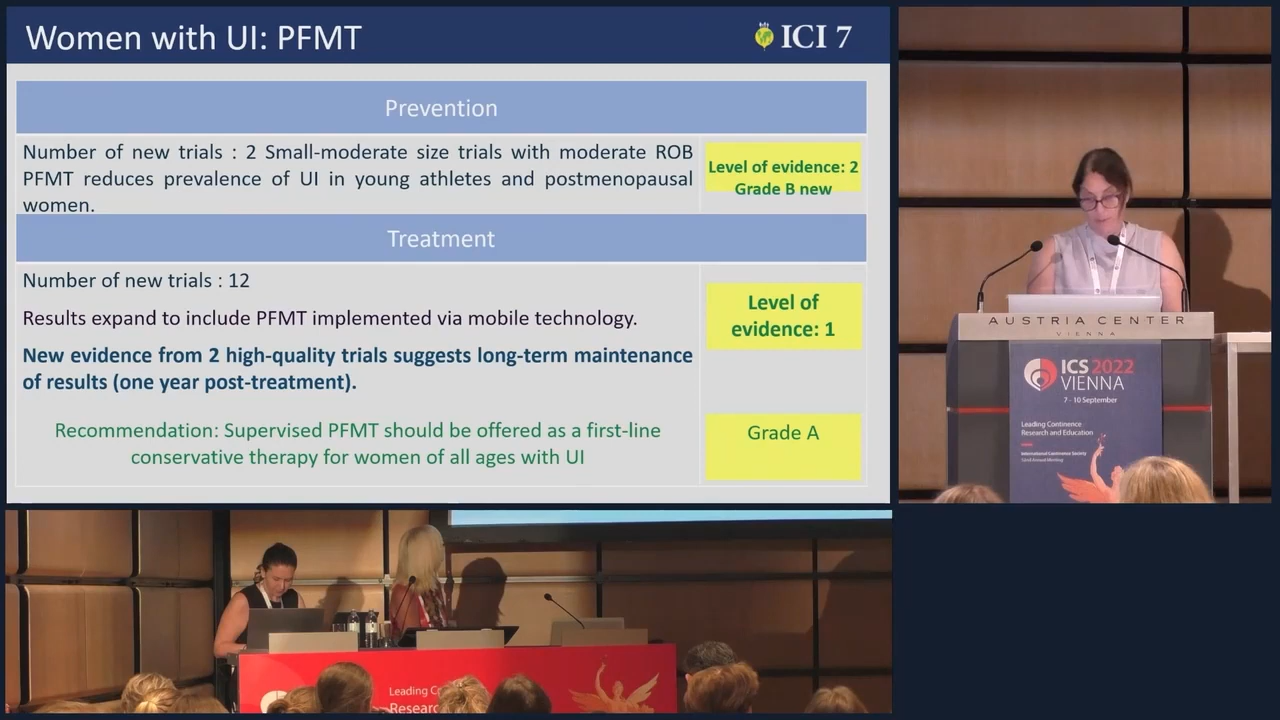 Women with UI: PFMT
ICI 7
Prevention
Number of new trials : 2 Small-moderate size trials with moderate ROB
PFMT reduces prevalence of UI in young athletes and postmenopausal
women.
Level of evidence: 2
Grade B new
Treatment
Number of new trials : 12
Results expand to include PFMT implemented via mobile technology.
New evidence from 2 high-quality trials suggests long-term maintenance
of results (one year post-treatment).
Level of
evidence: 1
Recommendation: Supervised PFMT should be offered as a first-line
conservative therapy for women of all ages with UI
Grade A
AUSTRIA CENTER
VIENNA
ICS 2022
VIENNA
7 - 10 September
Leading Continence
Research and Education
International Continence Society
52nd Annual Meeting
Leading
Resear